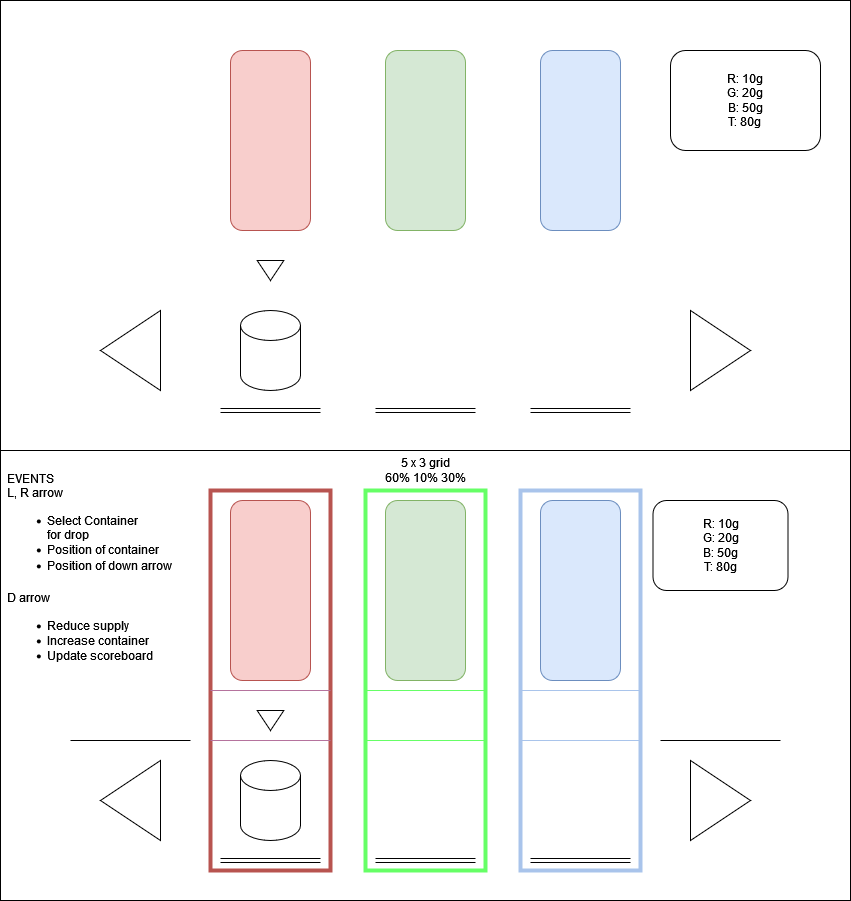 R: 10g
G: 20g
B: 50g
T: 80g
5 x 3 grid
60% 10% 30%
EVENTS
L, R arrow
• Select Container
for drop
• Position of container
• Position of down arrow
D arrow
• Reduce supply
• Increase container
• Update scoreboard
R: 10g
G: 20g
B: 50g
T: 80g